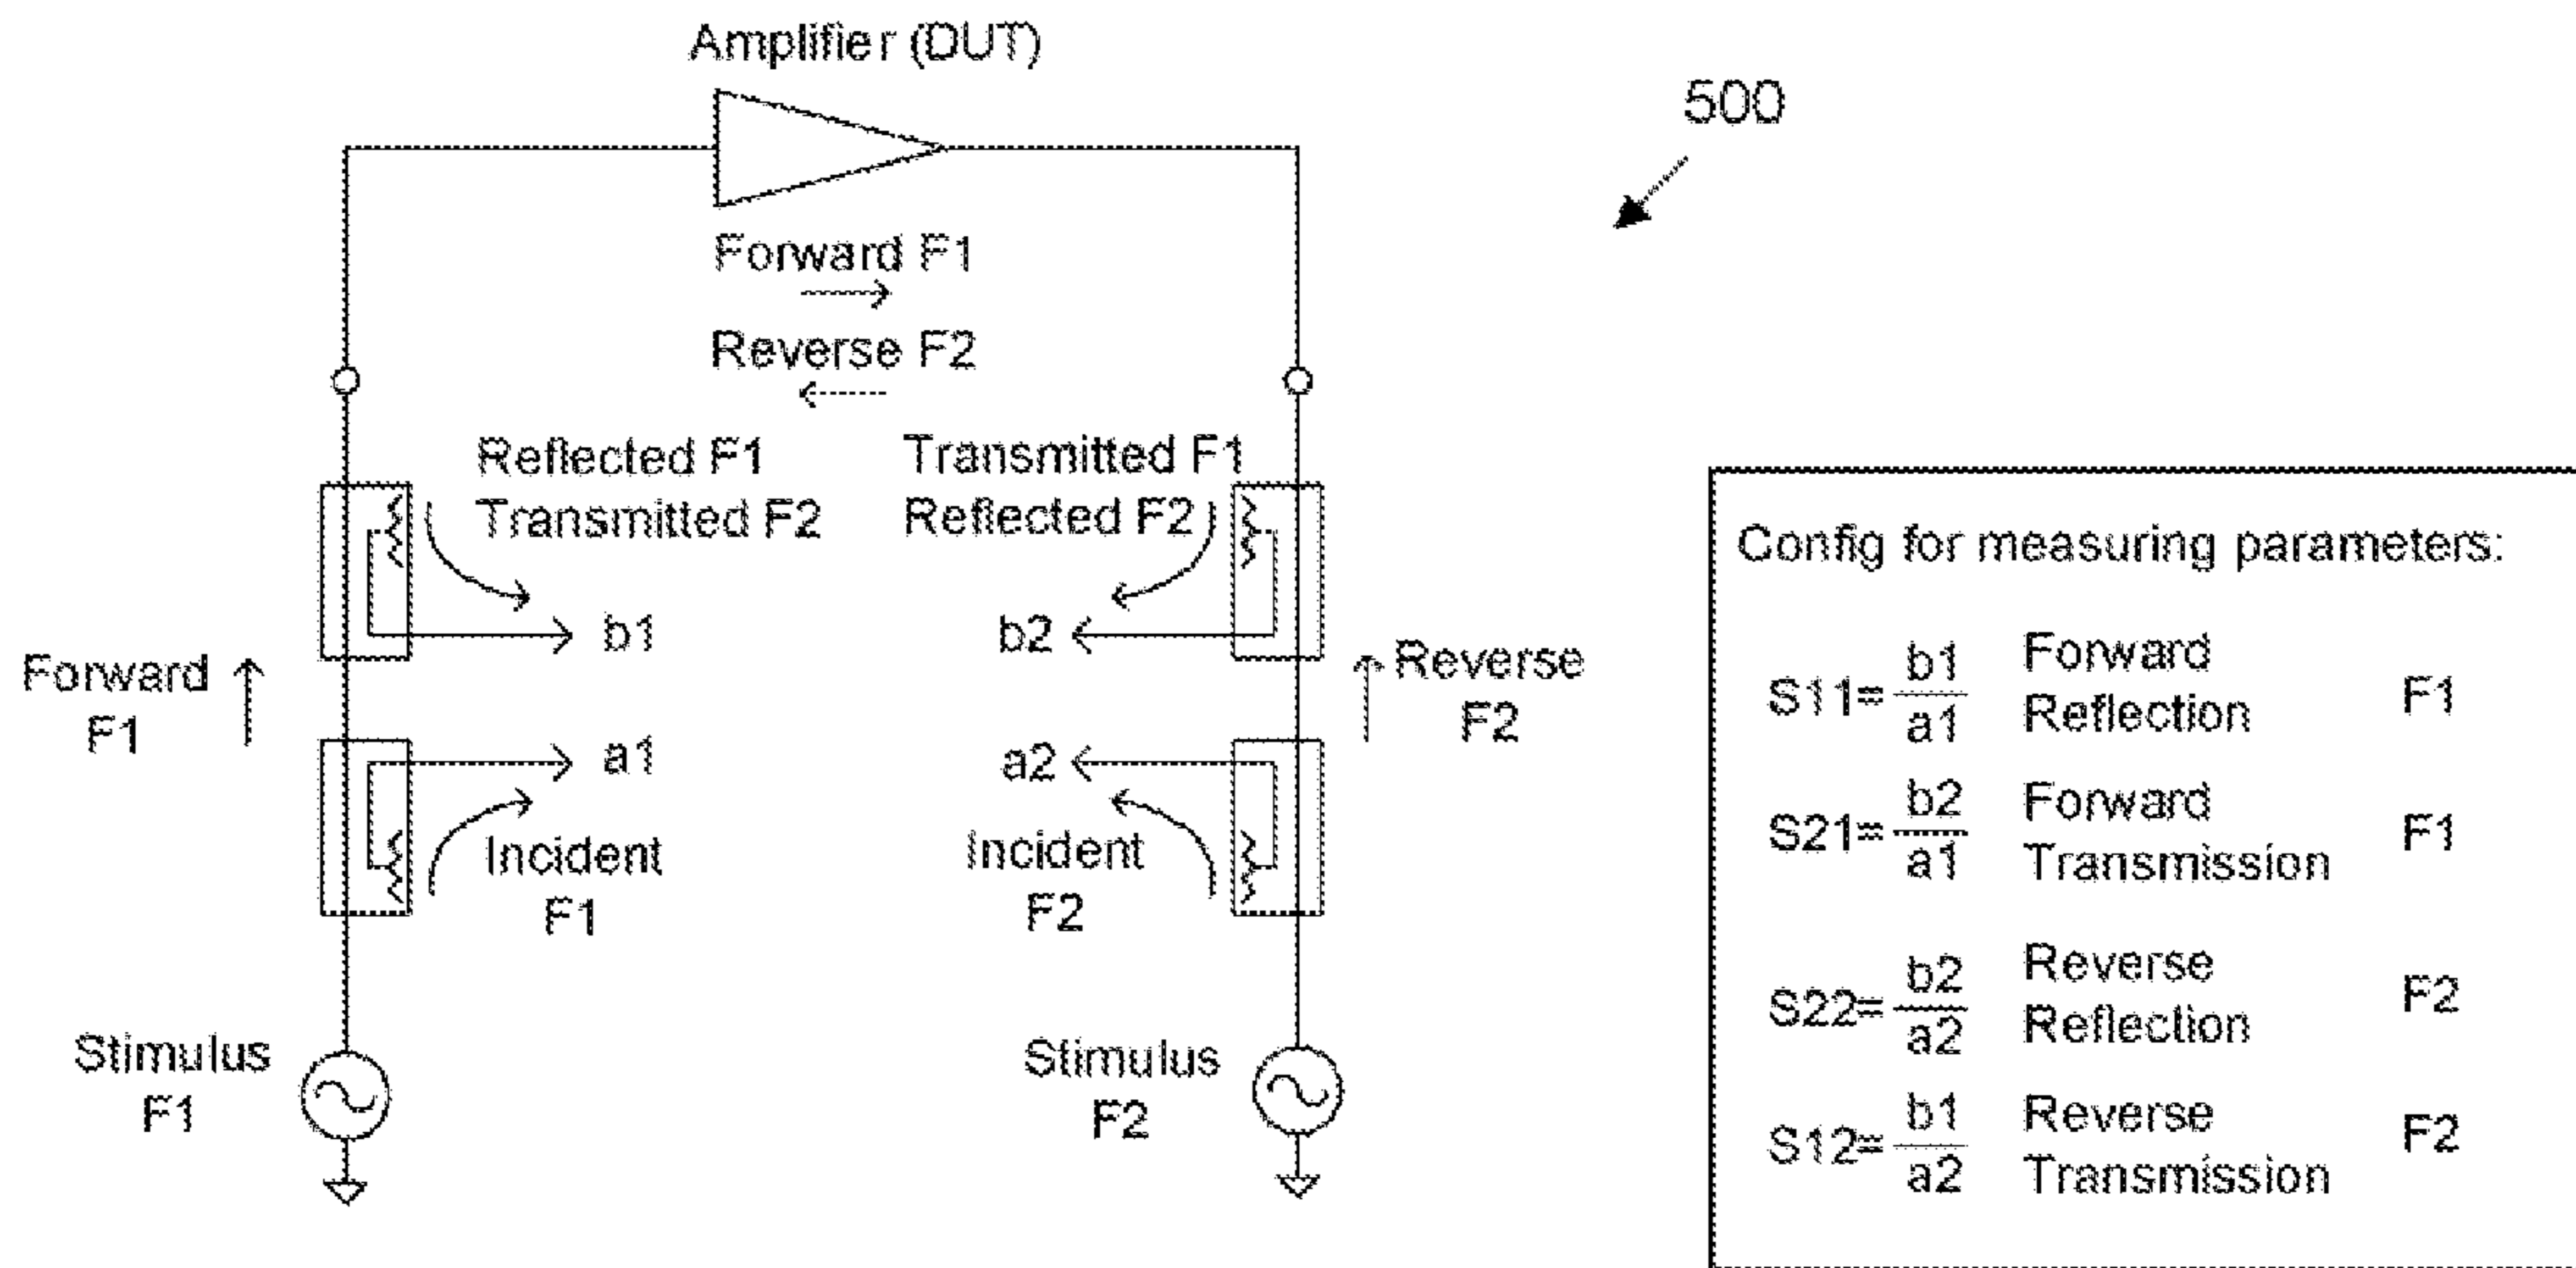 Amplifier (DUT)
500
Forward F1
Reverse F2
Reflected F1
Transmitted F2
Transmitted F1
Reflected F2
b1
b2
Forward
F1
Reverse
F2
a1
a2
Incident
F1
Incident
F2
Stimulus
F1
Stimulus
F2
Config for measuring parameters:
S11= b1/a1 Forward Reflection F1
S21= b2/a1 Forward Transmission F1
S22= b2/a2 Reverse Reflection F2
S12= b1/a2 Reverse Transmission F2